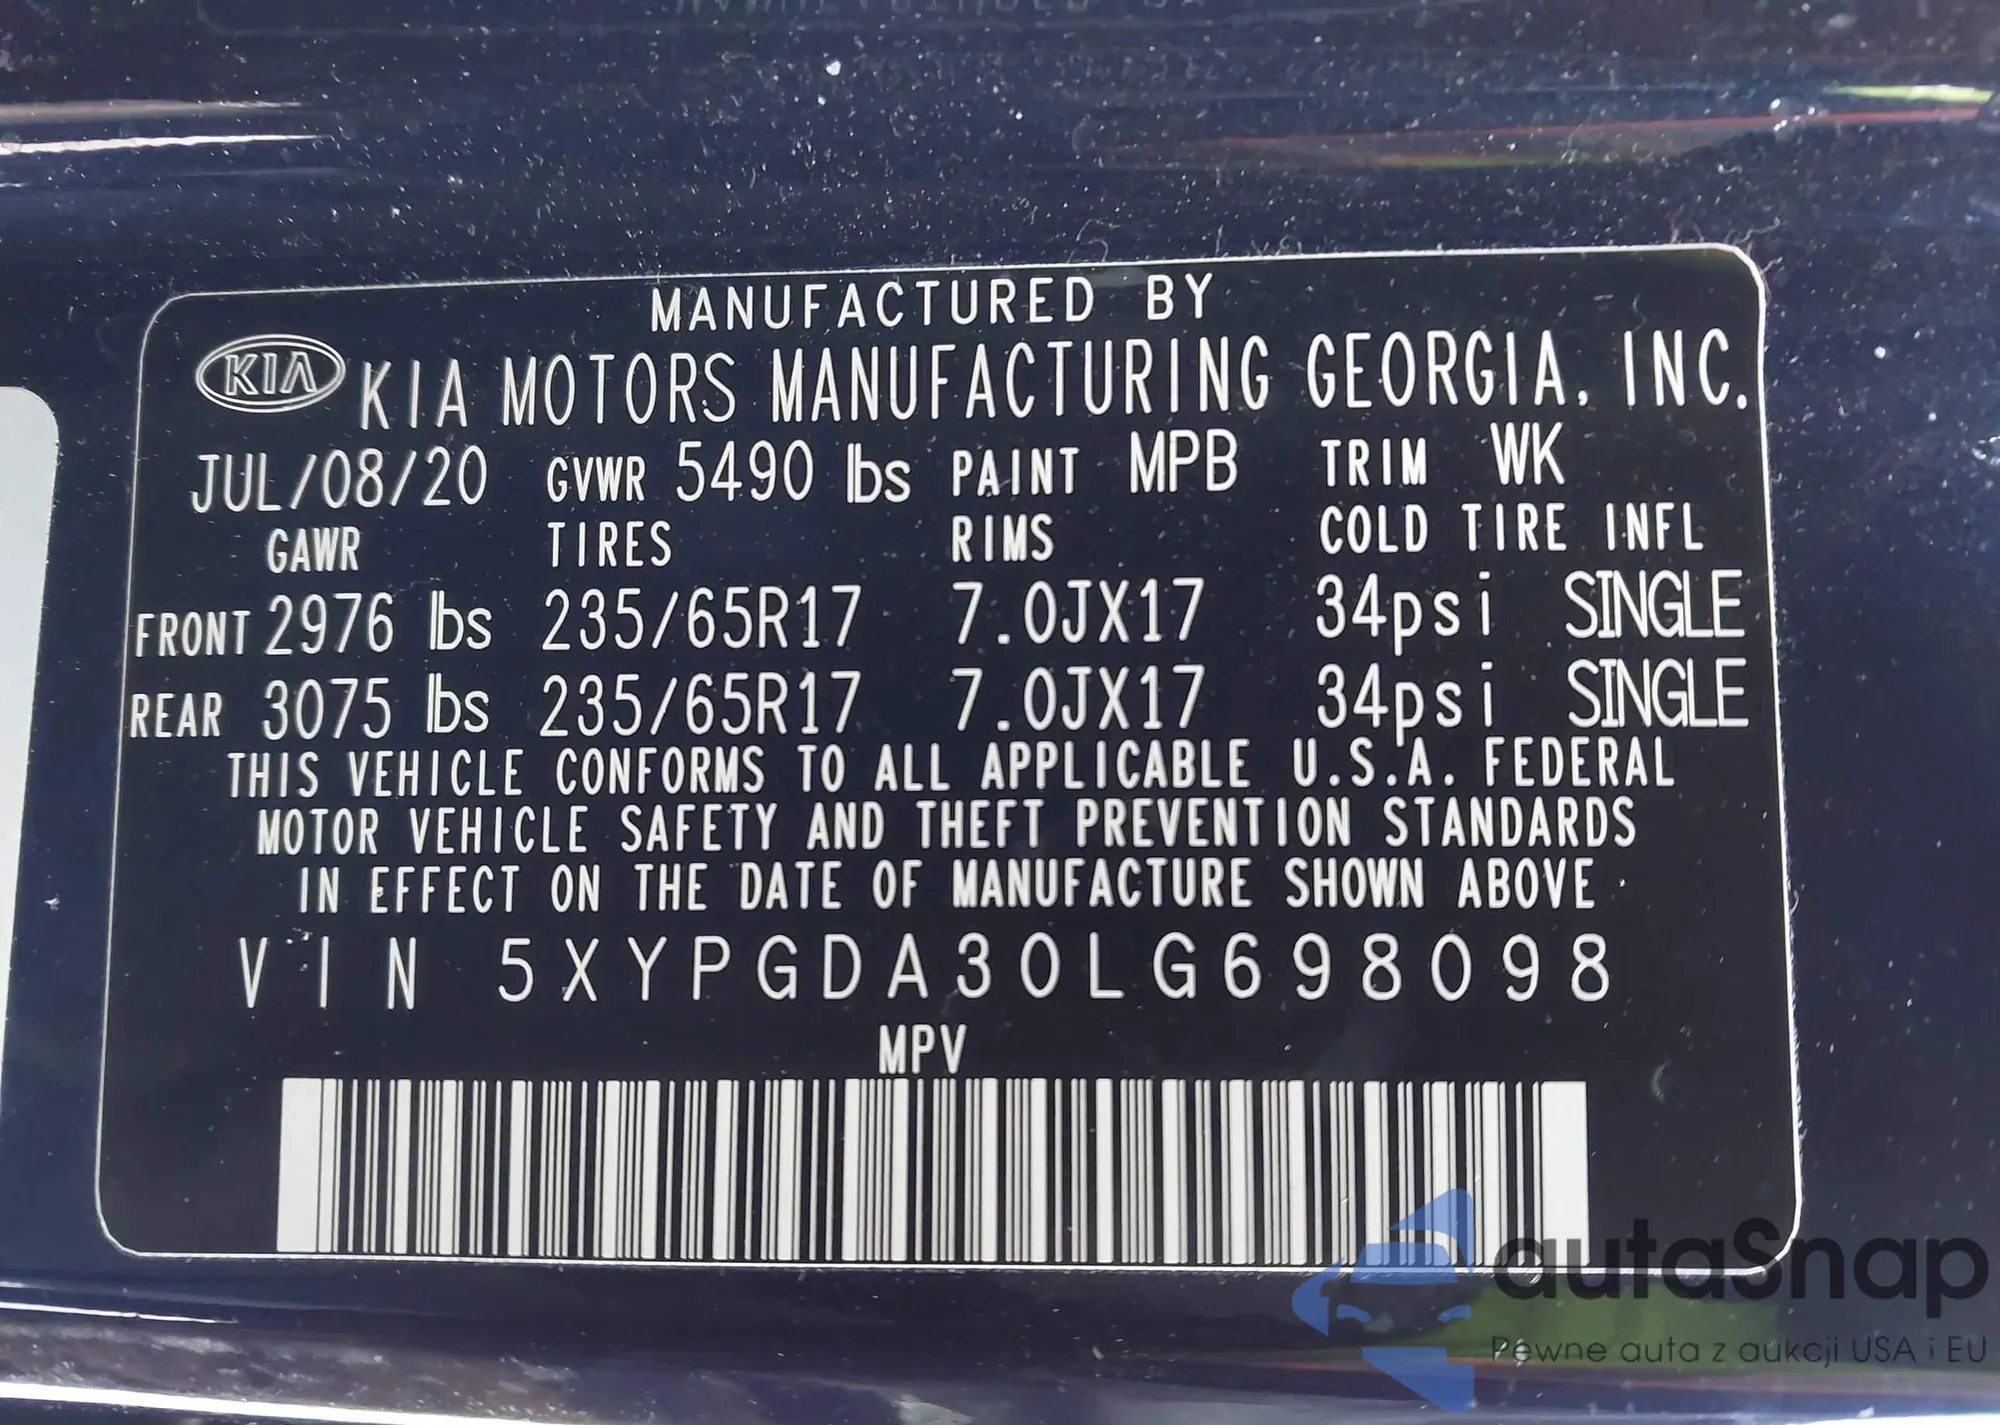 MANUFACTURED BY
KIA KIA MOTORS MANUFACTURING GEORGIA, INC.
JUL/08/20 GVWR 5490 lbs PAINT MPB TRIM WK
GAWR TIRES RIMS COLD TIRE INFL
FRONT 2976 lbs 235/65R17 7.0JX17 34psi SINGLE
REAR 3075 lbs 235/65R17 7.0JX17 34psi SINGLE
THIS VEHICLE CONFORMS TO ALL APPLICABLE U.S.A. FEDERAL
MOTOR VEHICLE SAFETY AND THEFT PREVENTION STANDARDS
IN EFFECT ON THE DATE OF MANUFACTURE SHOWN ABOVE.
VIN 5XYPGDA30LG698098
MPV
autaSnap
Pewne auta z aukcji USA i EU